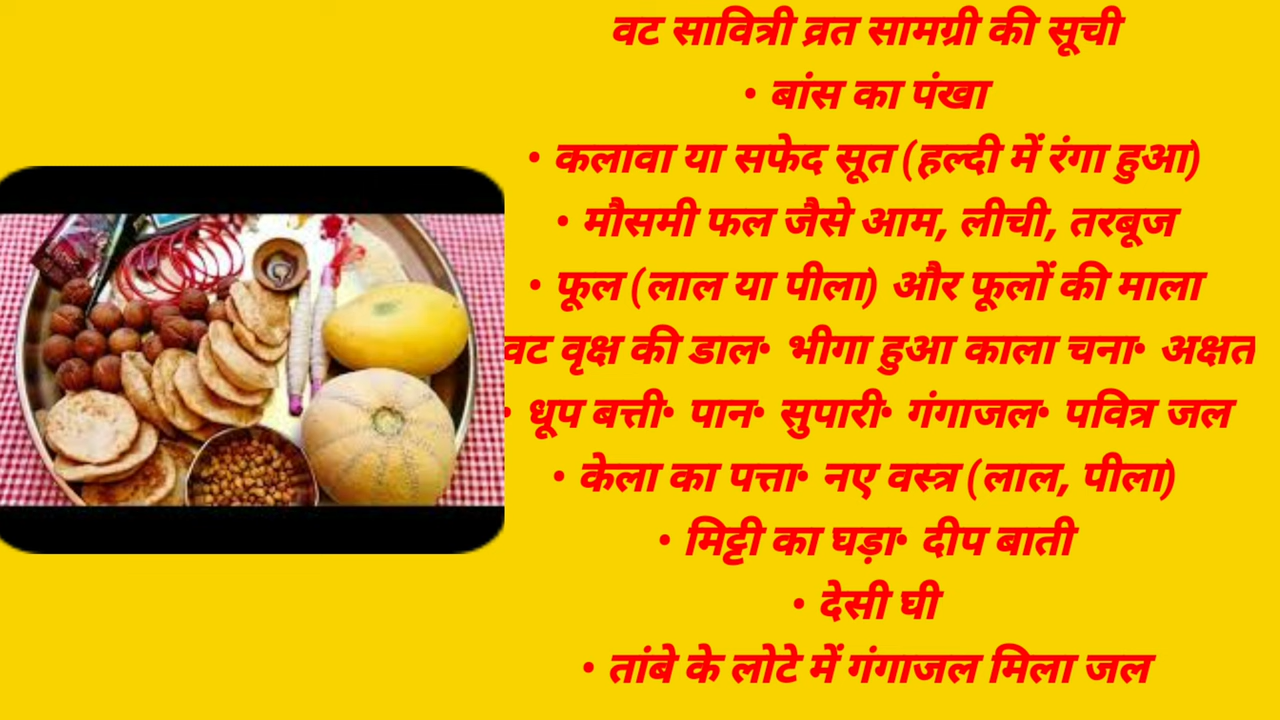 वट सावित्री व्रत सामग्री की सूची
• बांस का पंखा
• कलावा या सफेद सूत (हल्दी में रंगा हुआ)
• मौसमी फल जैसे आम, लीची, तरबूज
• फूल (लाल या पीला) और फूलों की माला
वट वृक्ष की डाल• भीगा हुआ काला चना• अक्षत
• धूप बत्ती• पान• सुपारी• गंगाजल• पवित्र जल
• केला का पत्ता• नए वस्त्र (लाल, पीला)
• मिट्टी का घड़ा• दीप बाती
• देसी घी
• तांबे के लोटे में गंगाजल मिला जल